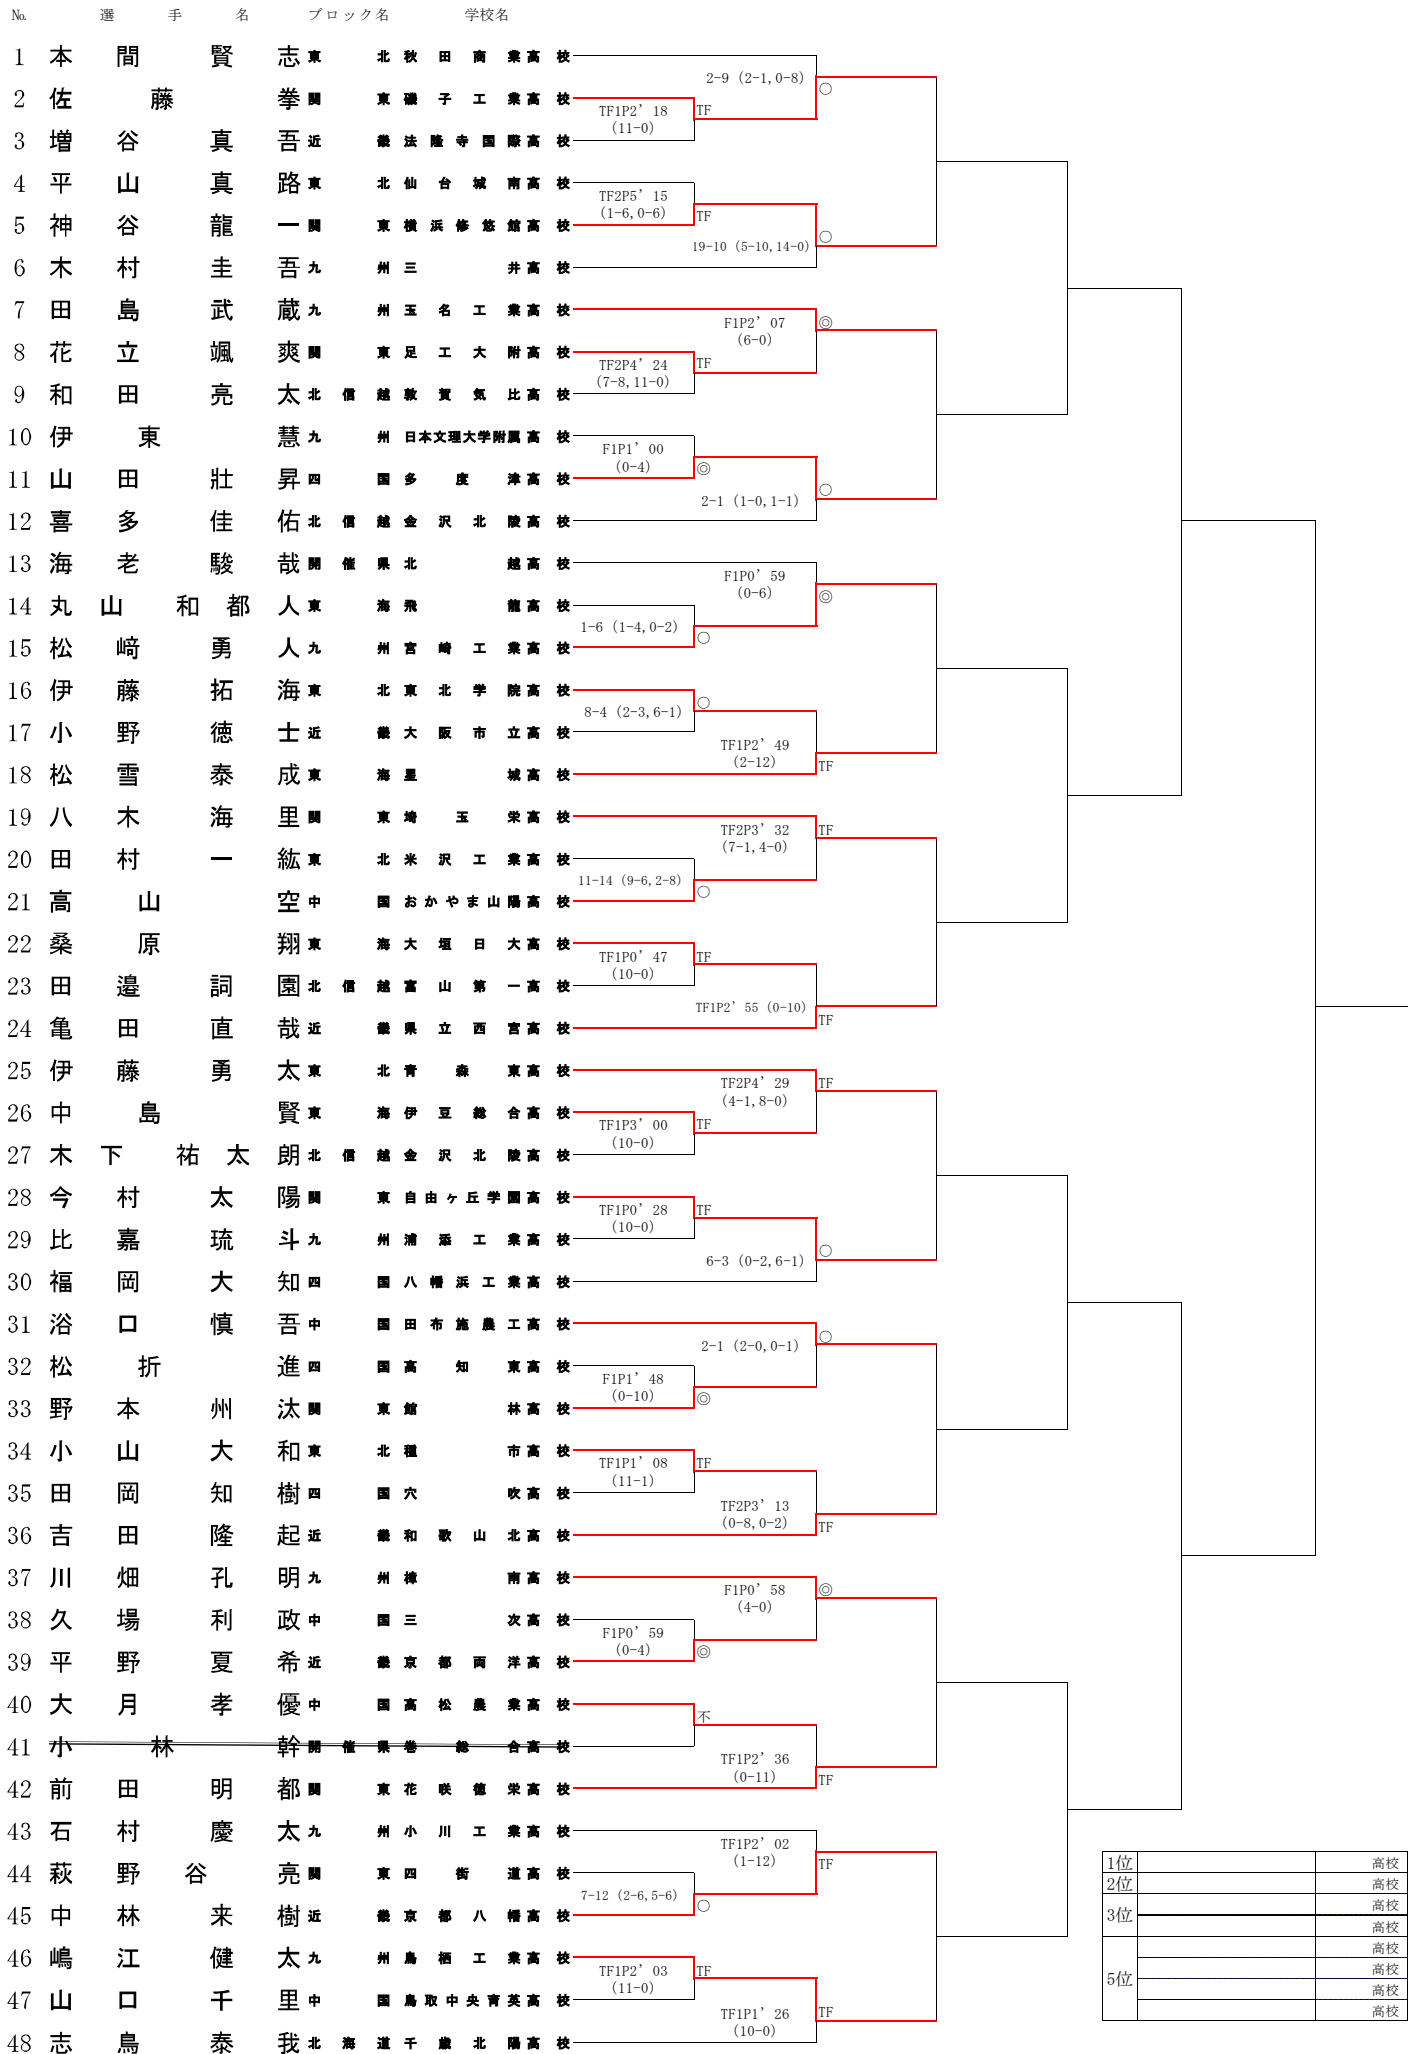 № 選手名 ブロック名 学校名
1 本間賢志 東北 秋田商業高校
2-9 (2-1,0-8)
○
2 佐藤拳 関東 磯子工業高校
TF1P2’18
(11-0)
TF
3 増谷真吾 近畿 法隆寺国際高校
4 平山真路 東北 仙台城南高校
TF2P5’15
(1-6,0-6)
TF
5 神谷龍一 関東 横浜修悠館高校
19-10 (5-10,14-0)
○
6 木村圭吾 九州 三井高校
7 田島武蔵 九州 玉名工業高校
F1P2’07
(6-0)
◎
8 花立颯爽 関東 足工大附高校
TF2P4’24
(7-8,11-0)
TF
9 和田亮太 北信越 敦賀気比高校
10 伊東慧 九州 日本文理大学附属高校
F1P1’00
(0-4)
◎
11 山田壯昇 四国 多度津高校
2-1 (1-0,1-1)
○
12 喜多佳佑 北信越 金沢北陵高校
13 海老駿哉 開催県 北越高校
F1P0’59
(0-6)
◎
14 丸山和都人 東海 飛龍高校
1-6 (1-4,0-2)
○
15 松﨑勇人 九州 宮崎工業高校
16 伊藤拓海 東北 東北学院高校
8-4 (2-3,6-1)
○
17 小野徳士 近畿 大阪市立高校
TF1P2’49
(2-12)
TF
18 松雪泰成 東海 星城高校
19 八木海里 関東 埼玉栄高校
TF2P3’32
(7-1,4-0)
TF
20 田村一紘 東北 米沢工業高校
11-14 (9-6,2-8)
○
21 高山空 中国 おかやま山陽高校
22 桑原翔 東海 大垣日大高校
TF1P0’47
(10-0)
TF
23 田邉詞園 北信越 富山第一高校
TF1P2’55 (0-10)
TF
24 亀田直哉 近畿 県立西宮高校
25 伊藤勇太 東北 青森東高校
TF2P4’29
(4-1,8-0)
TF
26 中島賢 東海 伊豆総合高校
TF1P3’00
(10-0)
TF
27 木下祐太朗 北信越 金沢北陵高校
28 今村太陽 関東 自由ヶ丘学園高校
TF1P0’28
(10-0)
TF
29 比嘉琉斗 九州 浦添工業高校
6-3 (0-2,6-1)
○
30 福岡大知 四国 八幡浜工業高校
31 浴口慎吾 中国 田布施農工高校
2-1 (2-0,0-1)
○
32 松折進 四国 高知東高校
F1P1’48
(0-10)
◎
33 野本州汰 関東 館林高校
34 小山大和 東北 種市高校
TF1P1’08
(11-1)
TF
35 田岡知樹 四国 穴吹高校
TF2P3’13
(0-8,0-2)
TF
36 吉田隆起 近畿 和歌山北高校
37 川畑孔明 九州 樟南高校
F1P0’58
(4-0)
◎
38 久場利政 中国 三次高校
F1P0’59
(0-4)
◎
39 平野夏希 近畿 京都両洋高校
40 大月孝優 中国 高松農業高校
不
41 小林幹 開催県 巻総合高校
TF1P2’36
(0-11)
TF
42 前田明都 関東 花咲徳栄高校
43 石村慶太 九州 小川工業高校
TF1P2’02
(1-12)
TF
44 萩野谷亮 関東 四街道高校
7-12 (2-6,5-6)
○
45 中林来樹 近畿 京都八幡高校
46 嶋江健太 九州 鳥栖工業高校
TF1P2’03
(11-0)
TF
47 山口千里 中国 鳥取中央育英高校
TF1P1’26
(10-0)
TF
48 志鳥泰我 北海道 千歳北陽高校
1位 高校
2位 高校
3位 高校
高校
5位 高校
高校
高校
高校